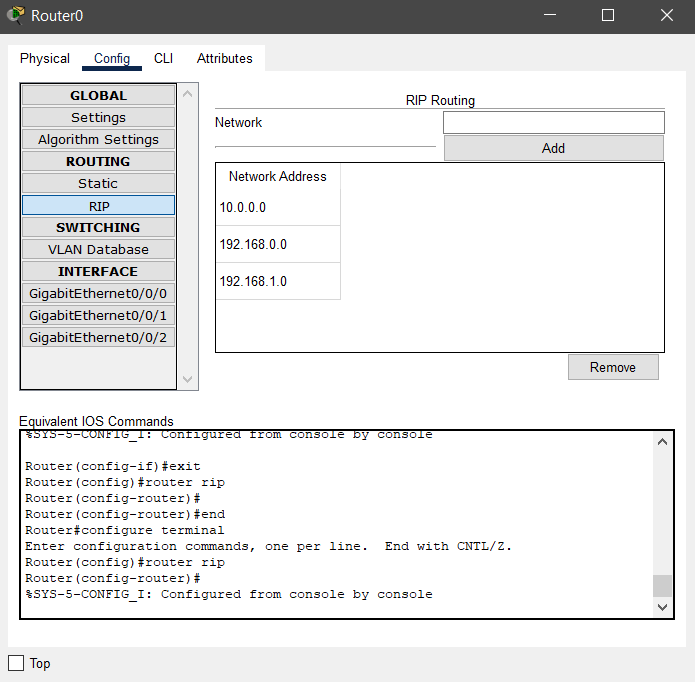 Router0
Physical Config CLI Attributes
GLOBAL
Settings
Algorithm Settings
ROUTING
Static
RIP
SWITCHING
VLAN Database
INTERFACE
GigabitEthernet0/0/0
GigabitEthernet0/0/1
GigabitEthernet0/0/2
RIP Routing
Network
Add
Network Address
10.0.0.0
192.168.0.0
192.168.1.0
Remove
Equivalent IOS Commands
%SYS-5-CONFIG_I: Configured from console by console
Router(config-if)#exit
Router(config)#router rip
Router(config-router)#
Router(config-router)#end
Router#configure terminal
Enter configuration commands, one per line.  End with CNTL/Z.
Router(config)#router rip
Router(config-router)#
%SYS-5-CONFIG_I: Configured from console by console
Top